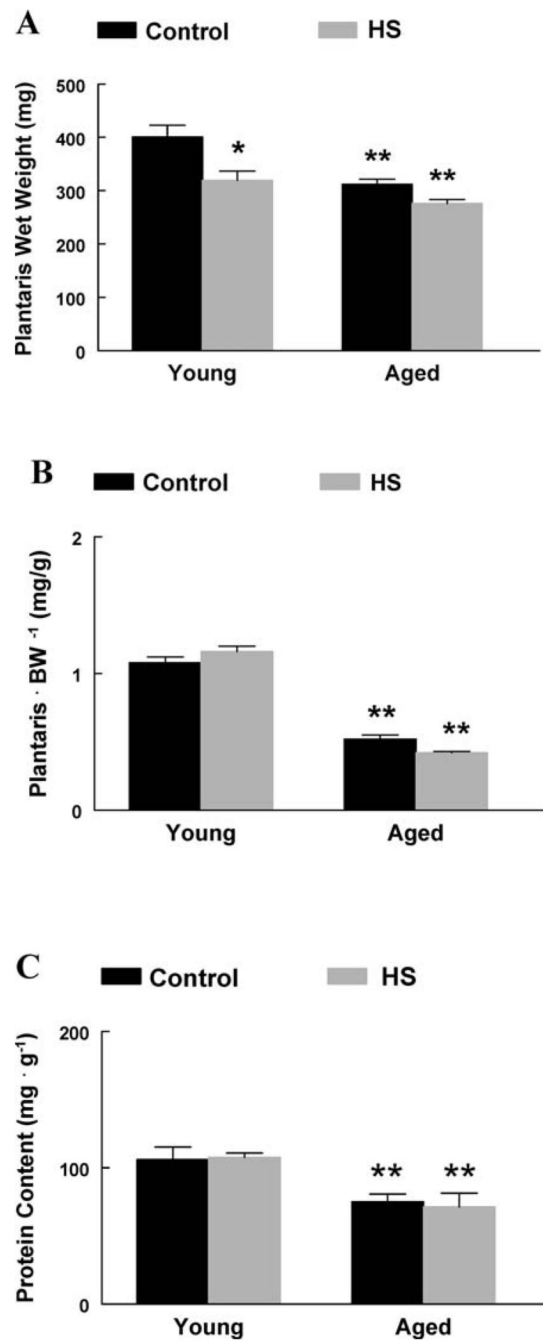 A
Control HS
Plantaris Wet Weight (mg)
500
400
300
200
100
0
*
**
**
Young Aged
B
Control HS
Plantaris · BW ⁻¹ (mg/g)
2
1
0
**
**
Young Aged
C
Control HS
Protein Content (mg · g⁻¹)
200
100
0
** **
Young Aged